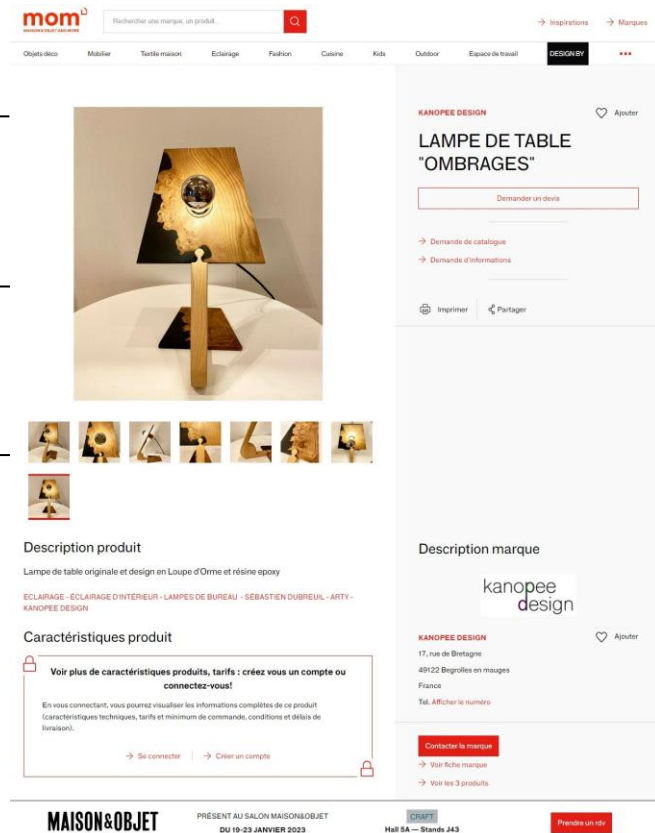 mom
MAISON & OBJET AND MORE
Rechercher une marque, un produit...
Inspirations
Marques
Objets déco
Mobilier
Textile maison
Eclairage
Fashion
Cuisine
Kids
Outdoor
Espace de travail
DESIGN BY
KANOPEE DESIGN
Ajouter
LAMPE DE TABLE
"OMBRAGES"
Demander un devis
Demande de catalogue
Demande d'informations
Imprimer
Partager
Description produit
Lampe de table originale et design en Loupe d'Orme et résine epoxy
ECLAIRAGE - ÉCLAIRAGE D'INTÉRIEUR - LAMPES DE BUREAU - SÉBASTIEN DUBREUIL - ARTY -
KANOPEE DESIGN
Caractéristiques produit
Voir plus de caractéristiques produits, tarifs : créez vous un compte ou
connectez-vous!
En vous connectant, vous pourrez visualiser les informations complètes de ce produit
(caractéristiques techniques, tarifs et minimum de commande, conditions et délais de
livraison).
Se connecter
Créer un compte
Description marque
kanopee
design
KANOPEE DESIGN
Ajouter
17, rue de Bretagne
49122 Begrolles en mauges
France
Tel. Afficher le numéro
Contacter la marque
Voir fiche marque
Voir les 3 produits
MAISON&OBJET
PRÉSENT AU SALON MAISON&OBJET
DU 19-23 JANVIER 2023
CRAFT
Hall 5A — Stands J43
Prendre un rdv